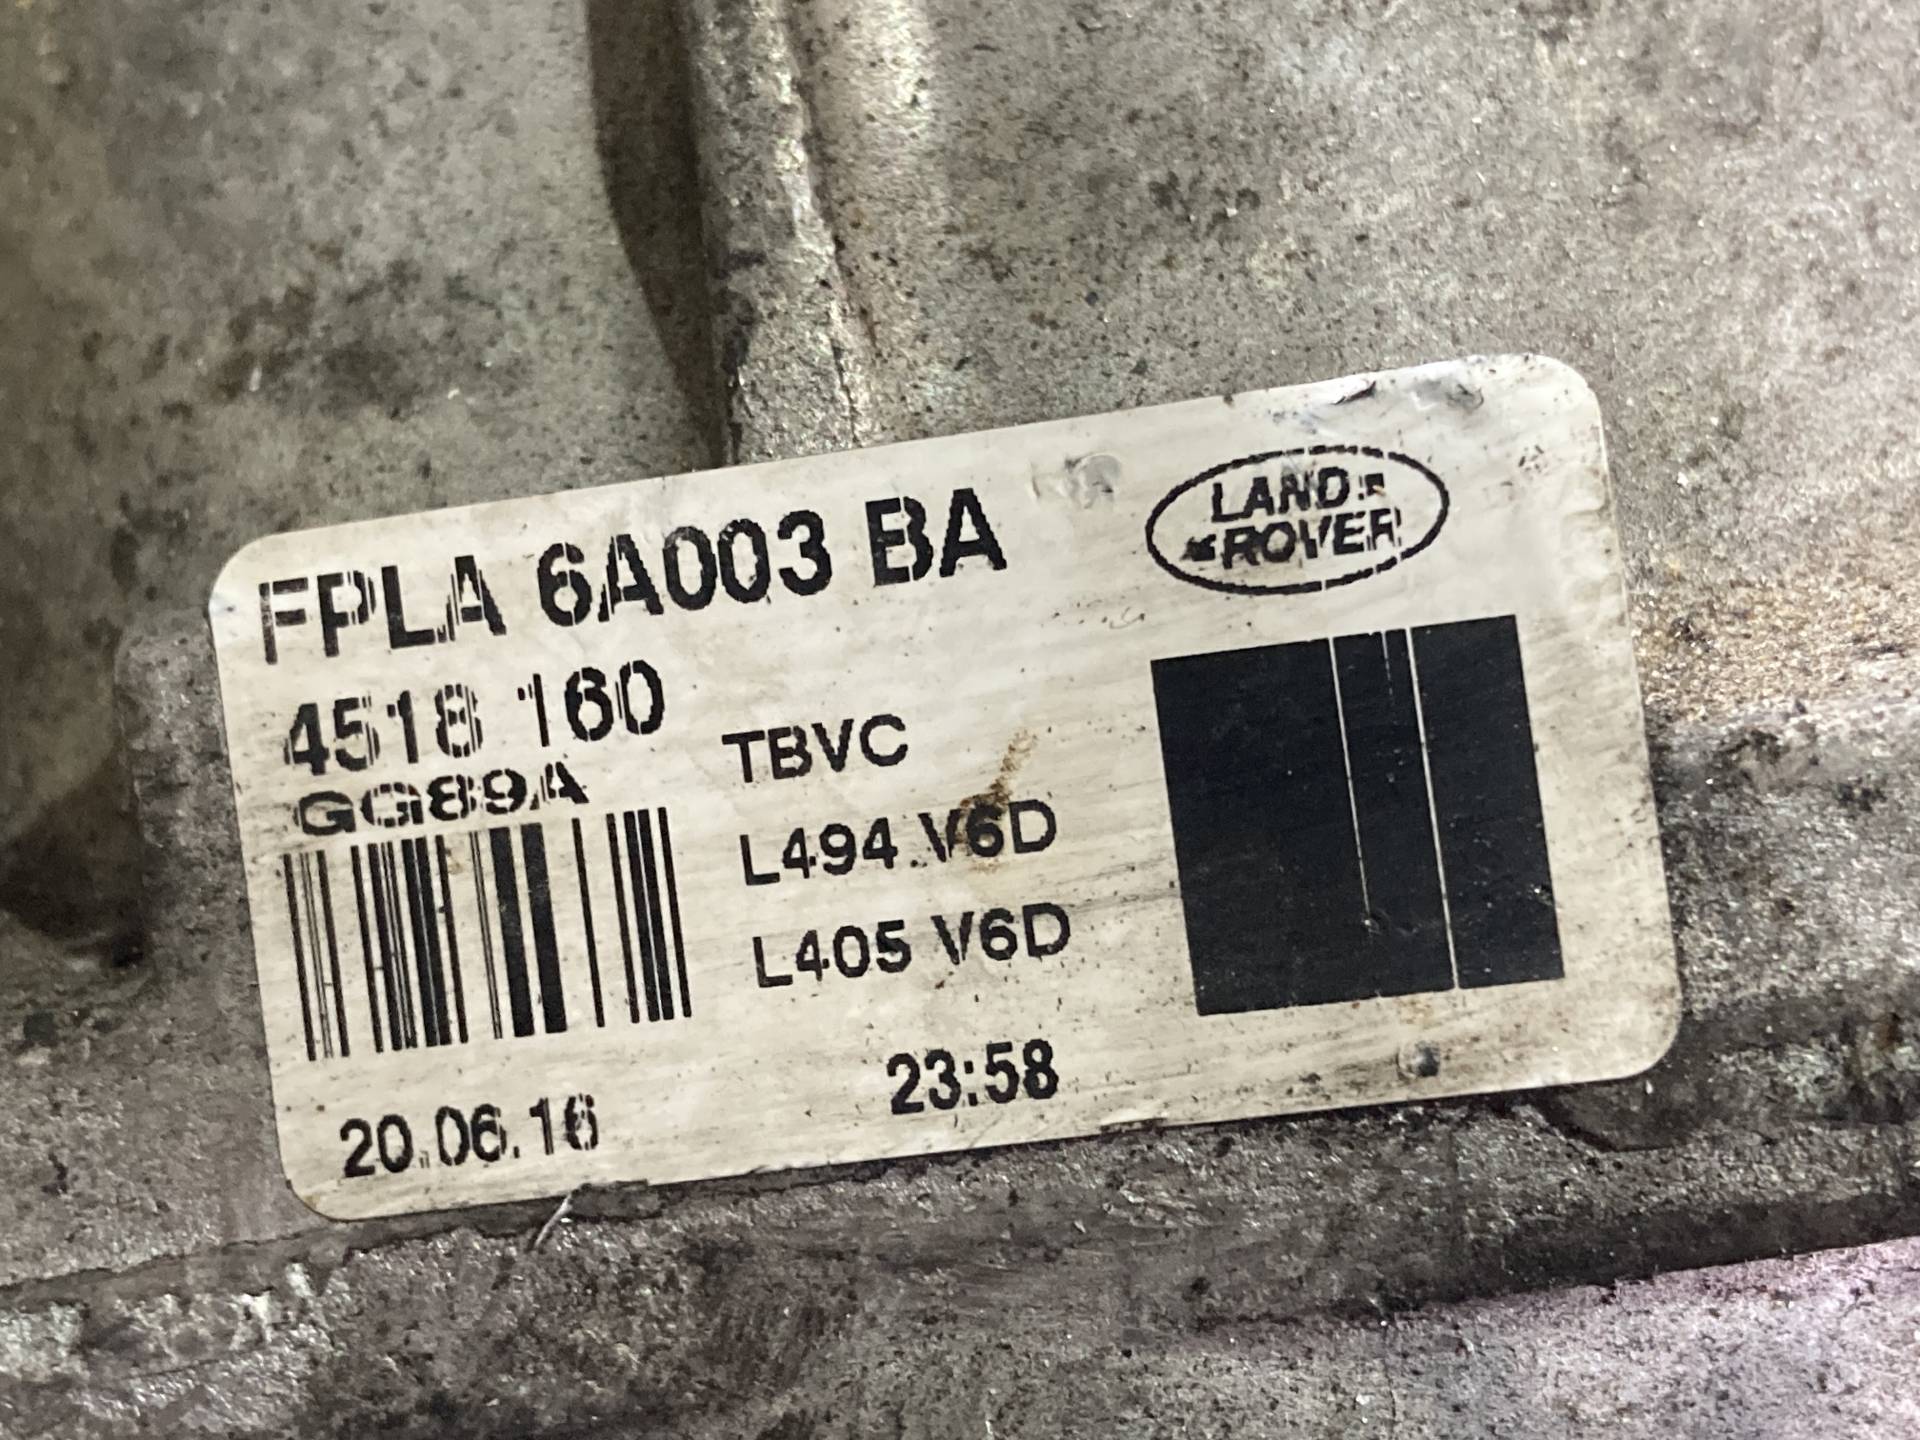 FPLA 6A003 BA
LAND
ROVER
4518 160
GG89A
TBVC
L494 V6D
L405 V6D
20.06.16
23:58